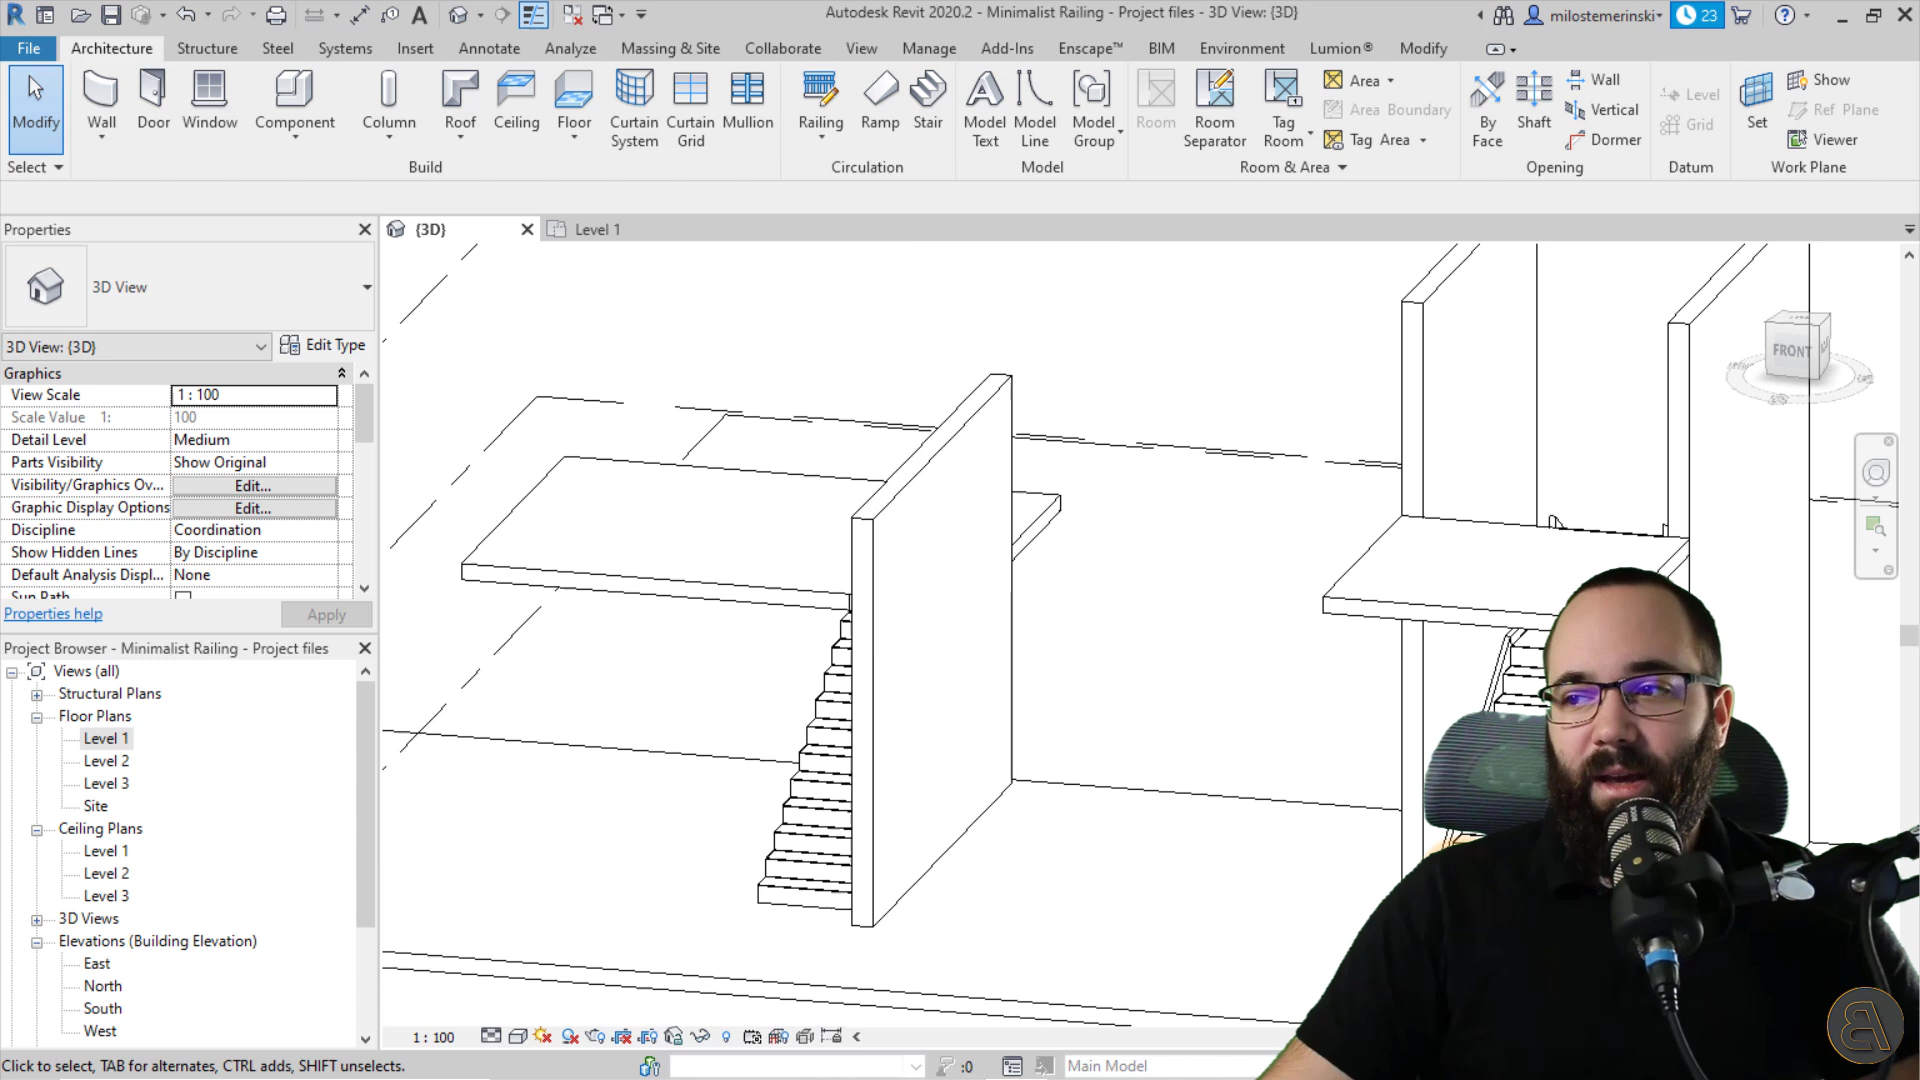 Autodesk Revit 2020.2 - Minimalist Railing - Project files - 3D View: {3D}
milostemerinski
23
File Architecture Structure Steel Systems Insert Annotate Analyze Massing & Site Collaborate View Manage Add-Ins Enscape™ BIM Environment Lumion® Modify
Modify
Wall
Door
Window
Component
Column
Roof
Ceiling
Floor
Curtain System
Curtain Grid
Mullion
Railing
Ramp
Stair
Model Text
Model Line
Model Group
Room
Room Separator
Tag Room
Area
Area Boundary
Tag Area
By Face
Shaft
Wall
Vertical
Dormer
Level
Grid
Set
Show
Ref Plane
Viewer
Select
Build
Circulation
Model
Room & Area
Opening
Datum
Work Plane
Properties
{3D}
Level 1
3D View
3D View: {3D}
Edit Type
Graphics
View Scale 1 : 100
Scale Value 1: 100
Detail Level Medium
Parts Visibility Show Original
Visibility/Graphics Ov... Edit...
Graphic Display Options Edit...
Discipline Coordination
Show Hidden Lines By Discipline
Default Analysis Displ... None
Sun Path
Properties help
Apply
FRONT
Project Browser - Minimalist Railing - Project files
Views (all)
Structural Plans
Floor Plans
Level 1
Level 2
Level 3
Site
Ceiling Plans
Level 1
Level 2
Level 3
3D Views
Elevations (Building Elevation)
East
North
South
West
1 : 100
Click to select, TAB for alternates, CTRL adds, SHIFT unselects.
:0
Main Model